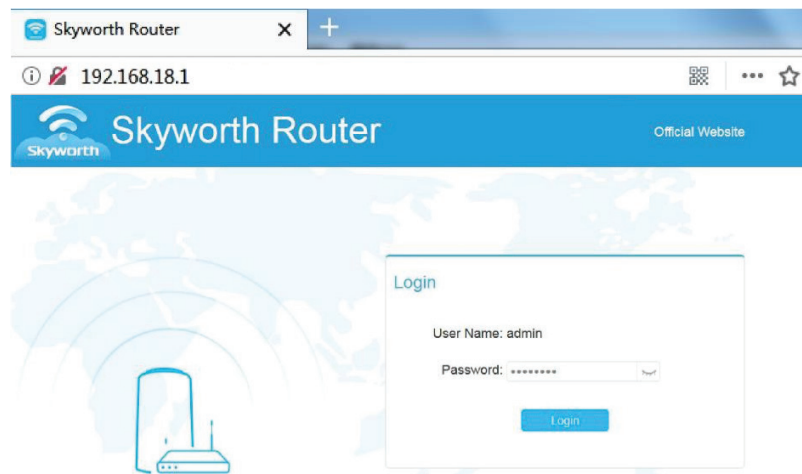 Skyworth Router
192.168.18.1
Skyworth
Skyworth Router
Official Website
Login
User Name: admin
Password: ••••••••
Login